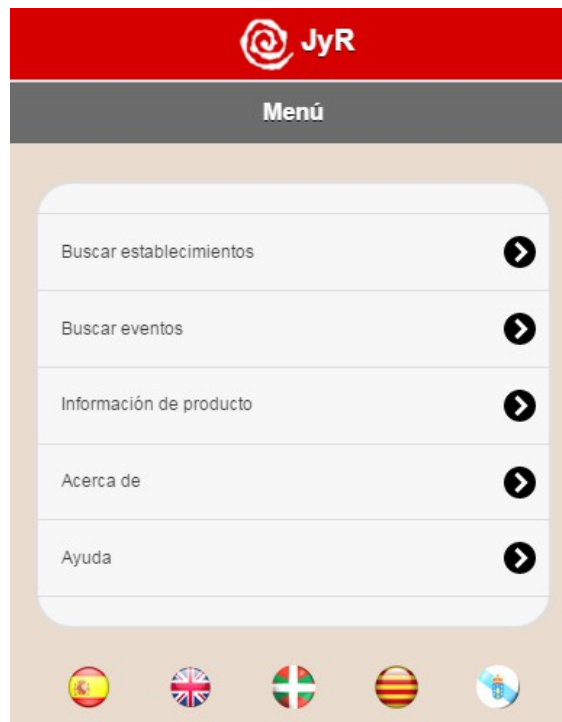 JyR
Menú
Buscar establecimientos
Buscar eventos
Información de producto
Acerca de
Ayuda